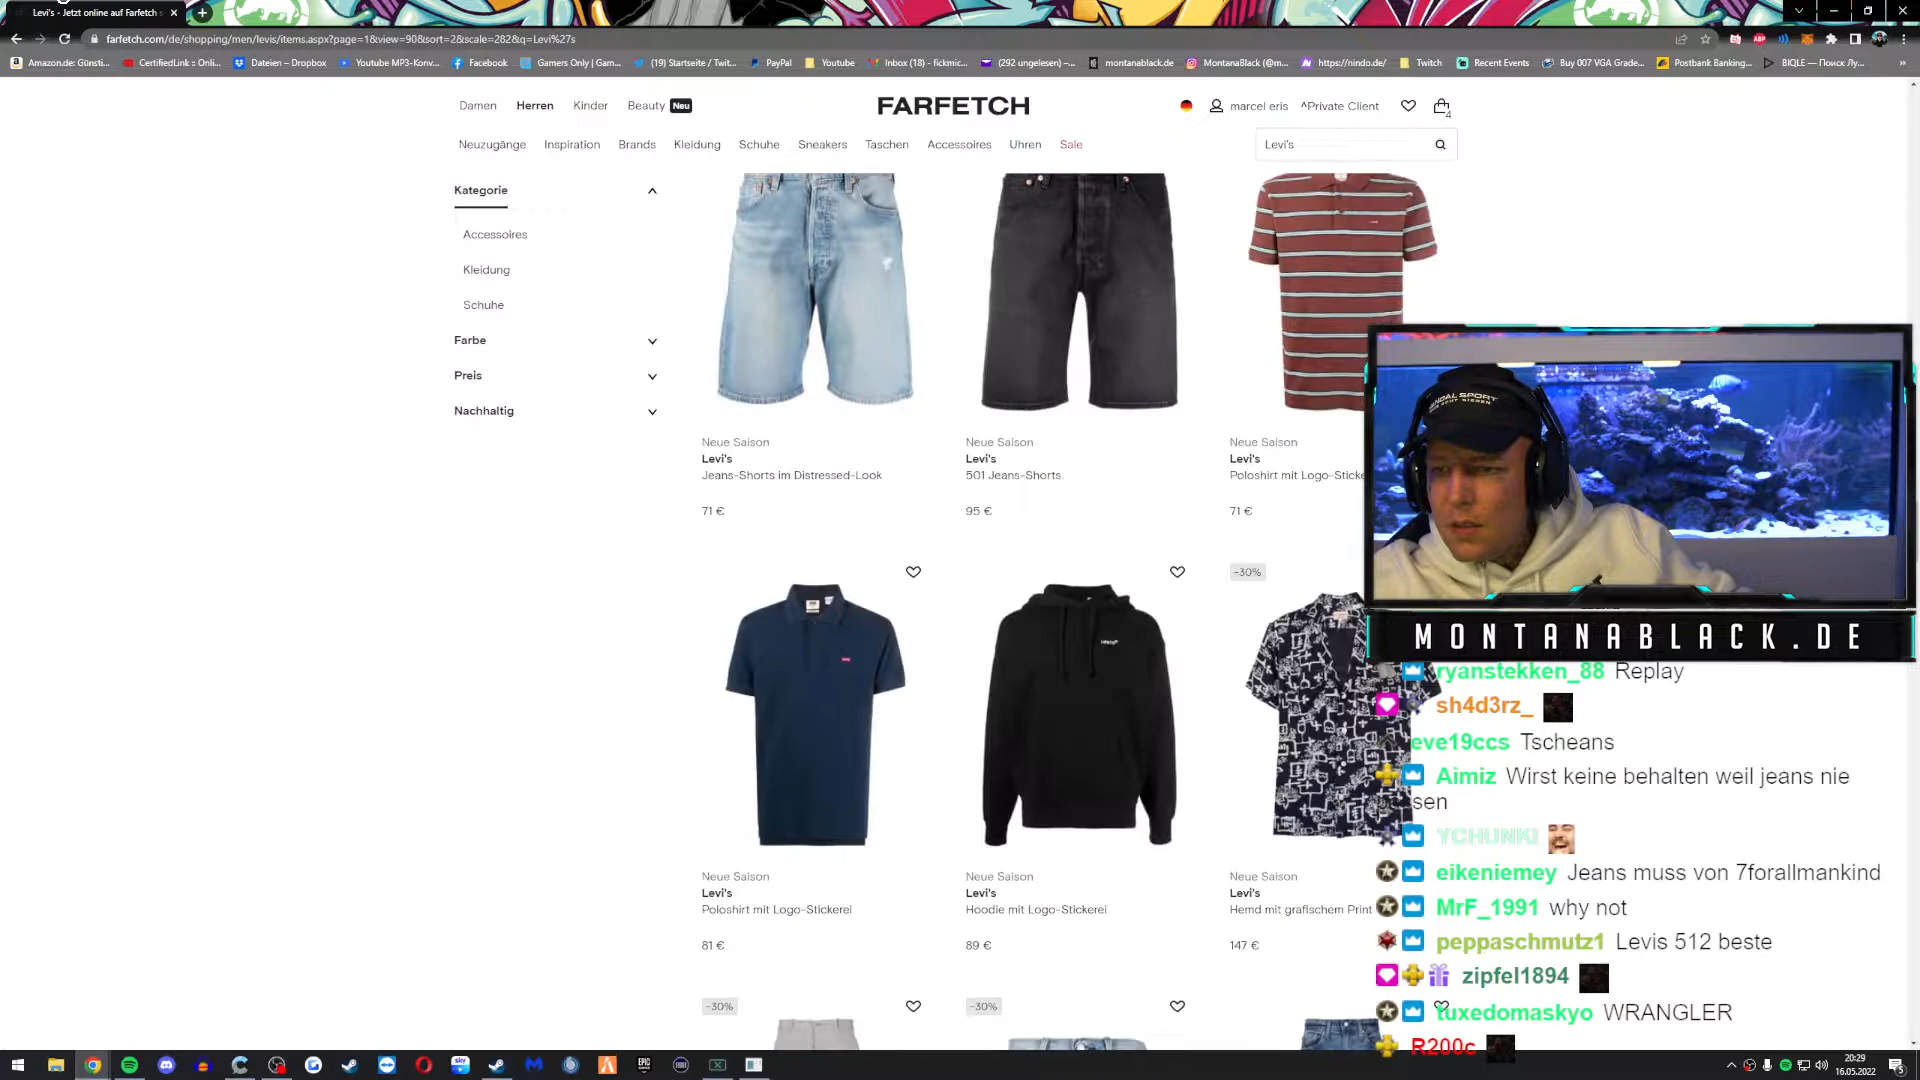 Levi's - Jetzt online auf Farfetch s
farfetch.com/de/shopping/men/levis/items.aspx?page=1&view=90&sort=2&scale=282&q=Levi%27s
Amazon.de: Günsti... CertifiedLink :: Onli... Dateien – Dropbox Youtube MP3-Konv... Facebook Gamers Only | Gam... (19) Startseite / Twit... PayPal Youtube Inbox (18) - fickmic... (292 ungelesen) –... montanablack.de MontanaBlack (@m... https://nindo.de/ Twitch Recent Events Buy 007 VGA Grade... Postbank Banking... BIQLE — Поиск Лу... »
Damen Herren Kinder Beauty Neu FARFETCH marcel eris ^Private Client 4
Neuzugänge Inspiration Brands Kleidung Schuhe Sneakers Taschen Accessoires Uhren Sale Levi's
Kategorie
Accessoires
Kleidung
Schuhe
Farbe
Preis
Nachhaltig
Neue Saison
Levi's
Jeans-Shorts im Distressed-Look
71 €
Neue Saison
Levi's
501 Jeans-Shorts
95 €
Neue Saison
Levi's
Poloshirt mit Logo-Sticke
71 €
Neue Saison
Levi's
Poloshirt mit Logo-Stickerei
81 €
Neue Saison
Levi's
Hoodie mit Logo-Stickerei
89 €
-30%
Neue Saison
Levi's
Hemd mit grafischem Print
147 €
-30%
-30%
MONTANABLACK.DE
ryanstekken_88 Replay
sh4d3rz_
eve19ccs Tscheans
Aimiz Wirst keine behalten weil jeans nie
YCHUNK!
eikeniemey Jeans muss von 7forallmankind
MrF_1991 why not
peppaschmutz1 Levis 512 beste
zipfel1894
tuxedomaskyo WRANGLER
R200c
20:29
16.05.2022